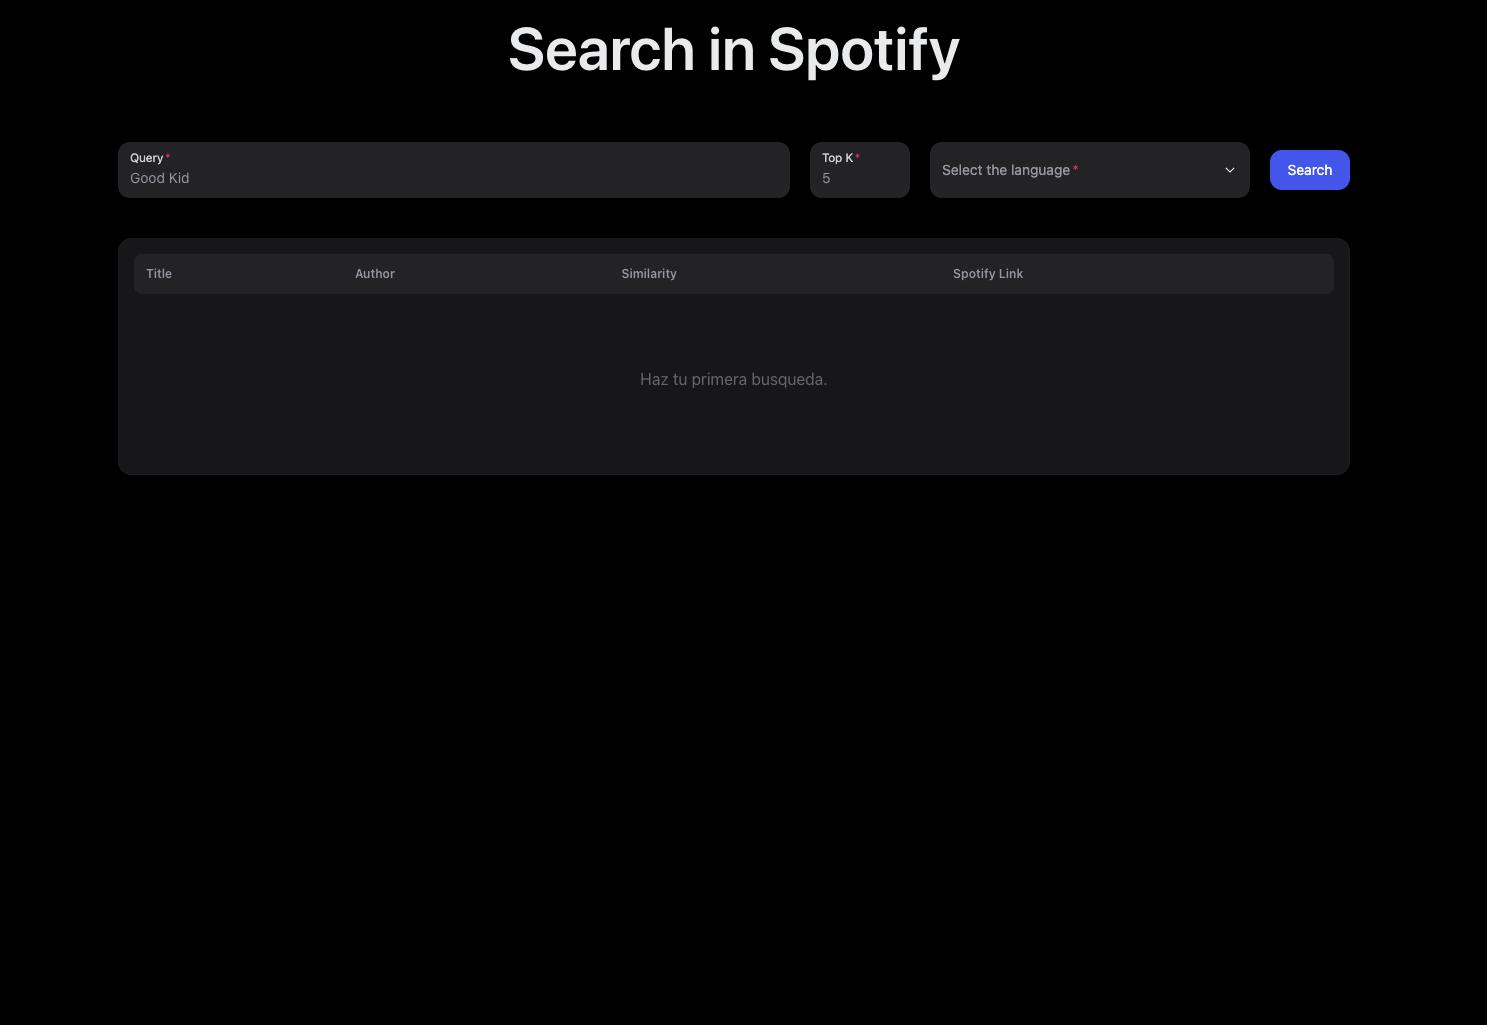 Search in Spotify
Query*
Good Kid
Top K*
5
Select the language*
Search
Title Author Similarity Spotify Link
Haz tu primera busqueda.